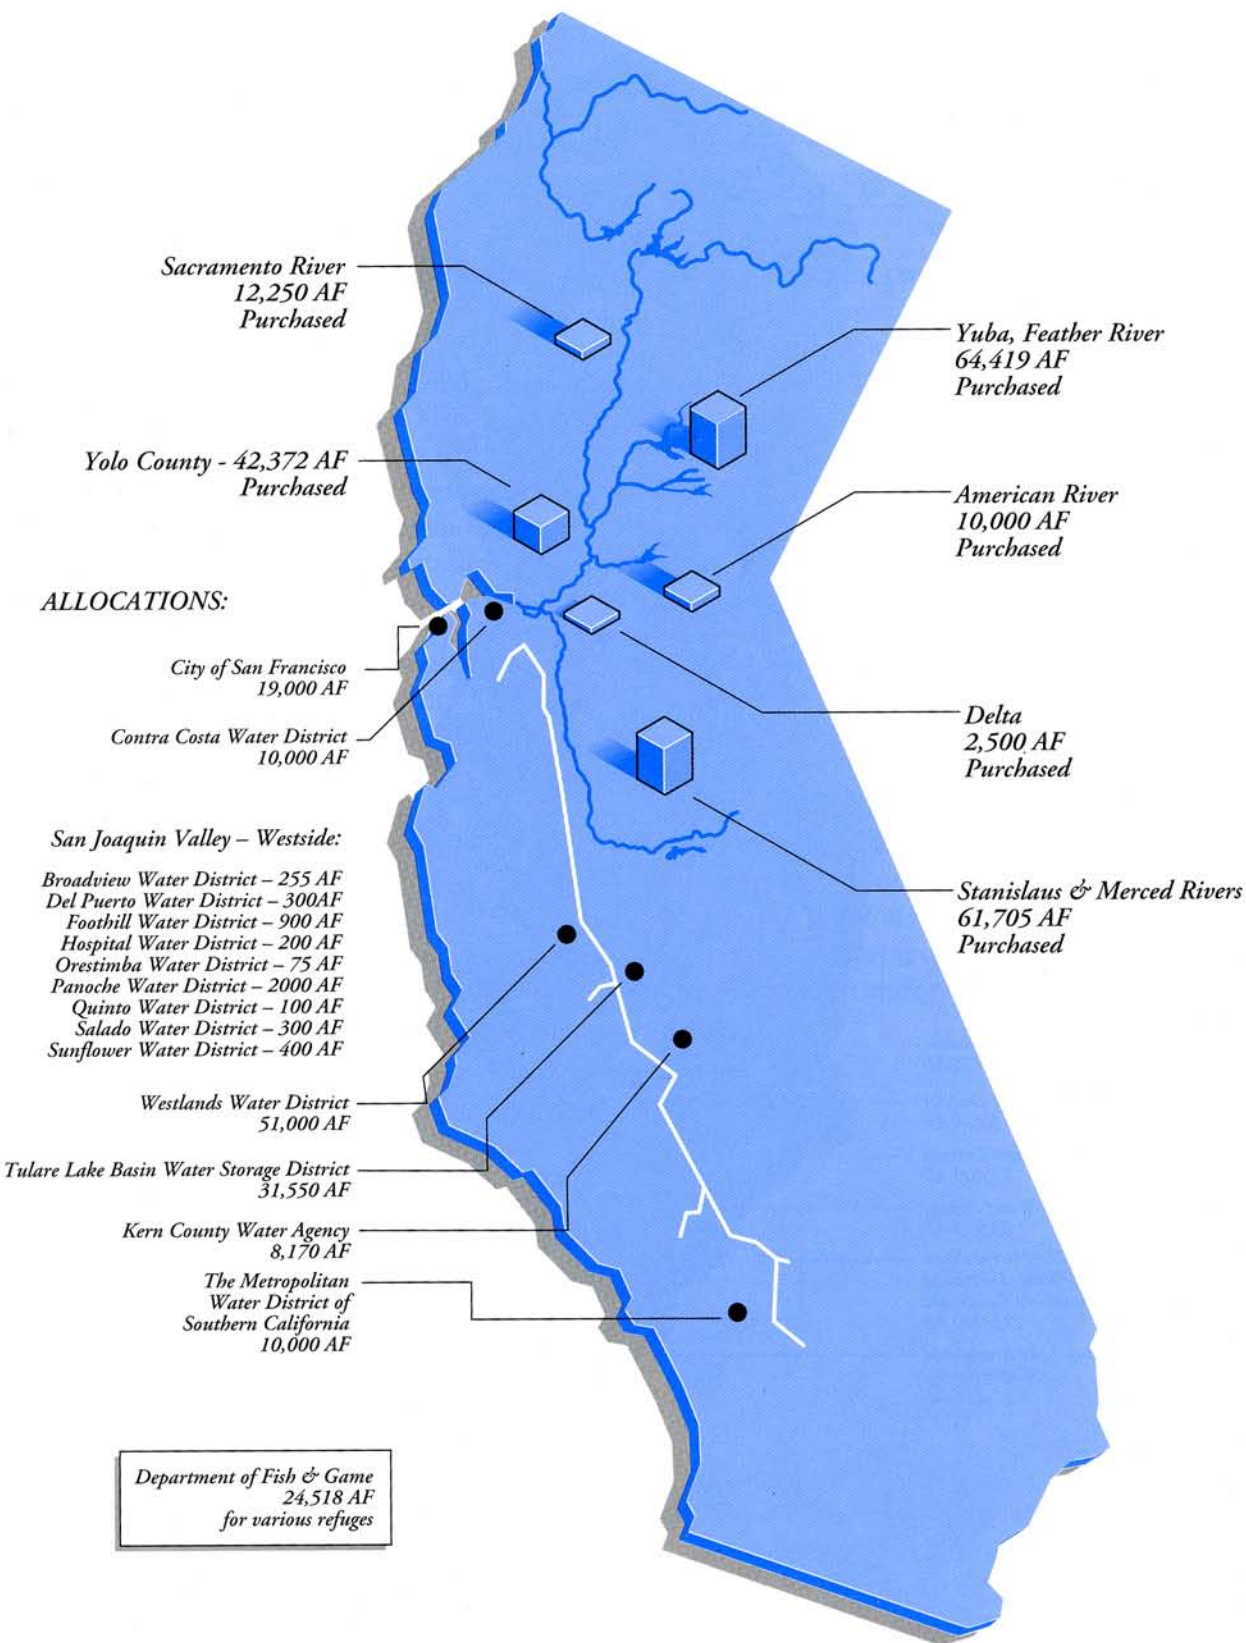 Sacramento River
12,250 AF
Purchased
Yuba, Feather River
64,419 AF
Purchased
Yolo County - 42,372 AF
Purchased
American River
10,000 AF
Purchased
ALLOCATIONS:
City of San Francisco
19,000 AF
Contra Costa Water District
10,000 AF
Delta
2,500 AF
Purchased
San Joaquin Valley – Westside:
Broadview Water District – 255 AF
Del Puerto Water District – 300AF
Foothill Water District – 900 AF
Hospital Water District – 200 AF
Orestimba Water District – 75 AF
Panoche Water District – 2000 AF
Quinto Water District – 100 AF
Salado Water District – 300 AF
Sunflower Water District – 400 AF
Stanislaus & Merced Rivers
61,705 AF
Purchased
Westlands Water District
51,000 AF
Tulare Lake Basin Water Storage District
31,550 AF
Kern County Water Agency
8,170 AF
The Metropolitan
Water District of
Southern California
10,000 AF
Department of Fish & Game
24,518 AF
for various refuges